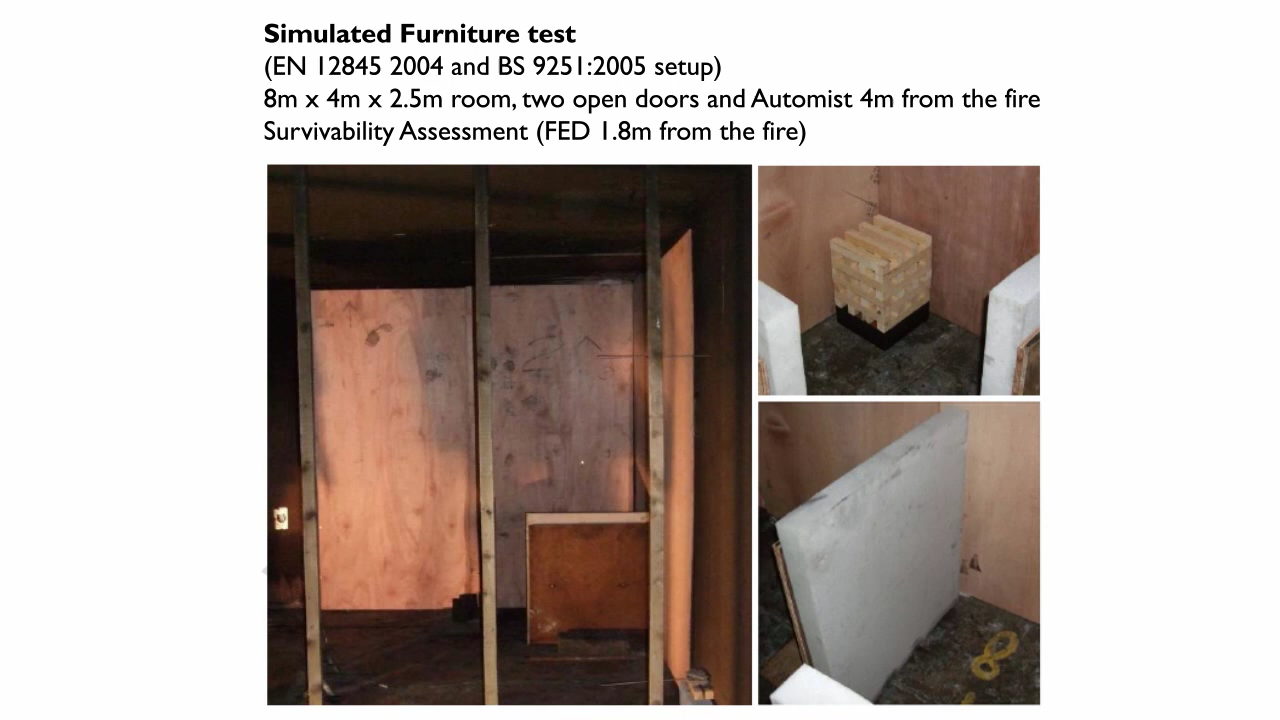 Simulated Furniture test
(EN 12845 2004 and BS 9251:2005 setup)
8m x 4m x 2.5m room, two open doors and Automist 4m from the fire
Survivability Assessment (FED 1.8m from the fire)
8